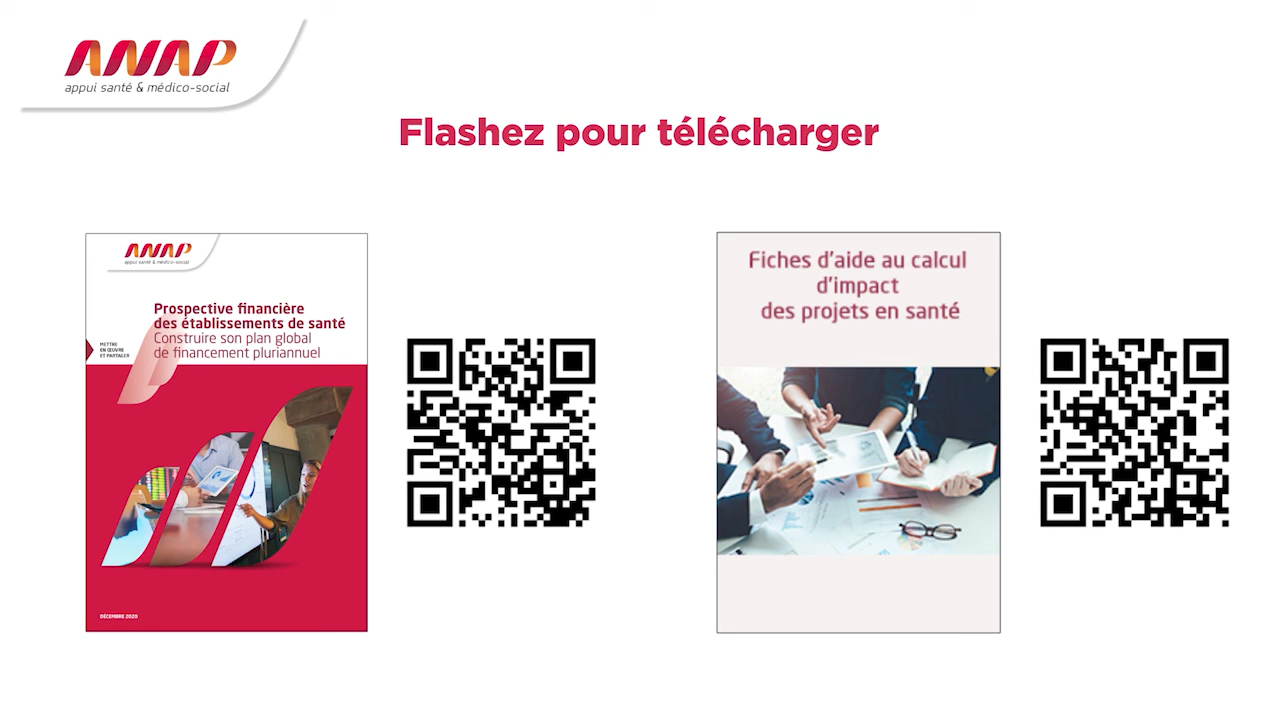 ANAP
appui santé & médico-social
Flashez pour télécharger
ANAP
appui santé & médico-social
Prospective financière
des établissements de santé
Construire son plan global
de financement pluriannuel
METTRE
EN ŒUVRE
ET PARTAGER
DÉCEMBRE 2020
Fiches d'aide au calcul
d'impact
des projets en santé